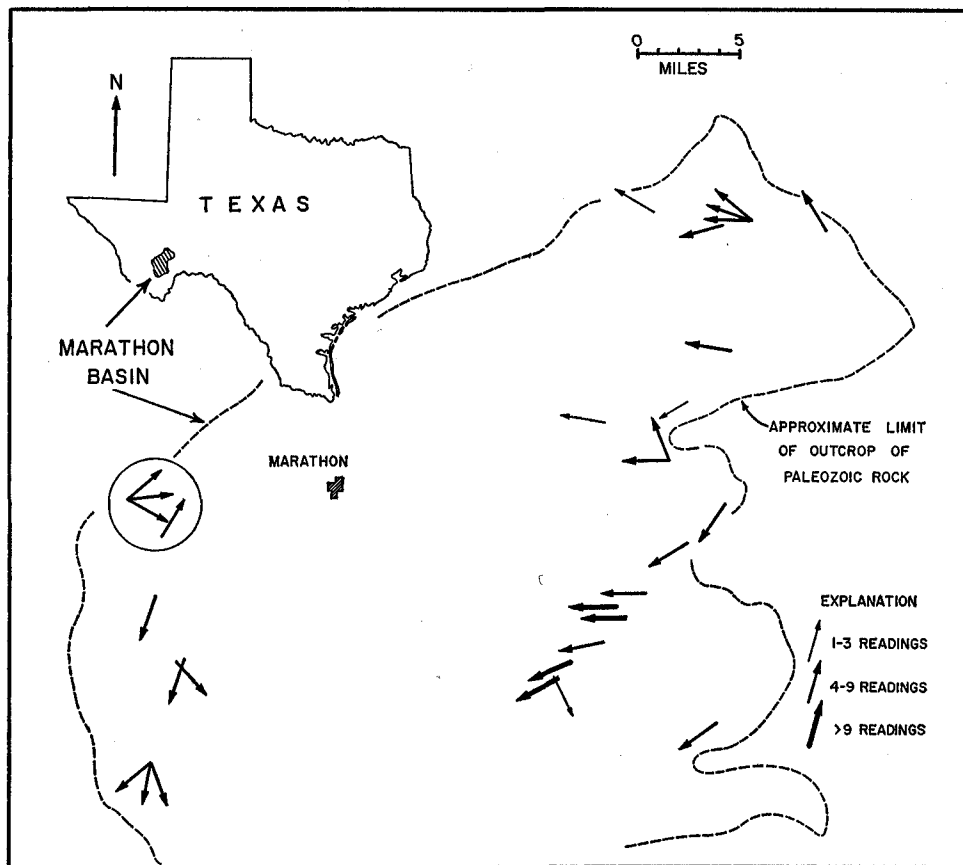 0 5
MILES
N
TEXAS
MARATHON
BASIN
MARATHON
APPROXIMATE LIMIT
OF OUTCROP OF
PALEOZOIC ROCK
EXPLANATION
1-3 READINGS
4-9 READINGS
>9 READINGS